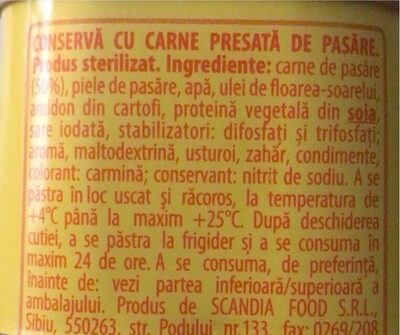 CONSERVĂ CU CARNE PRESATĂ DE PASĂRE.
Produs sterilizat. Ingrediente: carne de pasăre
(50%), piele de pasăre, apă, ulei de floarea-soarelui,
amidon din cartofi, proteină vegetală din soia,
sare iodată, stabilizatori: difosfați și trifosfați;
aromă, maltodextrină, usturoi, zahăr, condimente,
colorant: carmină; conservant: nitrit de sodiu. A se
păstra în loc uscat și răcoros, la temperatura de
+4°C până la maxim +25°C. După deschiderea
cutiei, a se păstra la frigider și a se consuma în
maxim 24 de ore. A se consuma, de preferință,
înainte de: vezi partea inferioară/superioară a
ambalajului. Produs de SCANDIA FOOD S.R.L.,
Sibiu, 550263, str. Podului, nr.133, fax: 0269/208